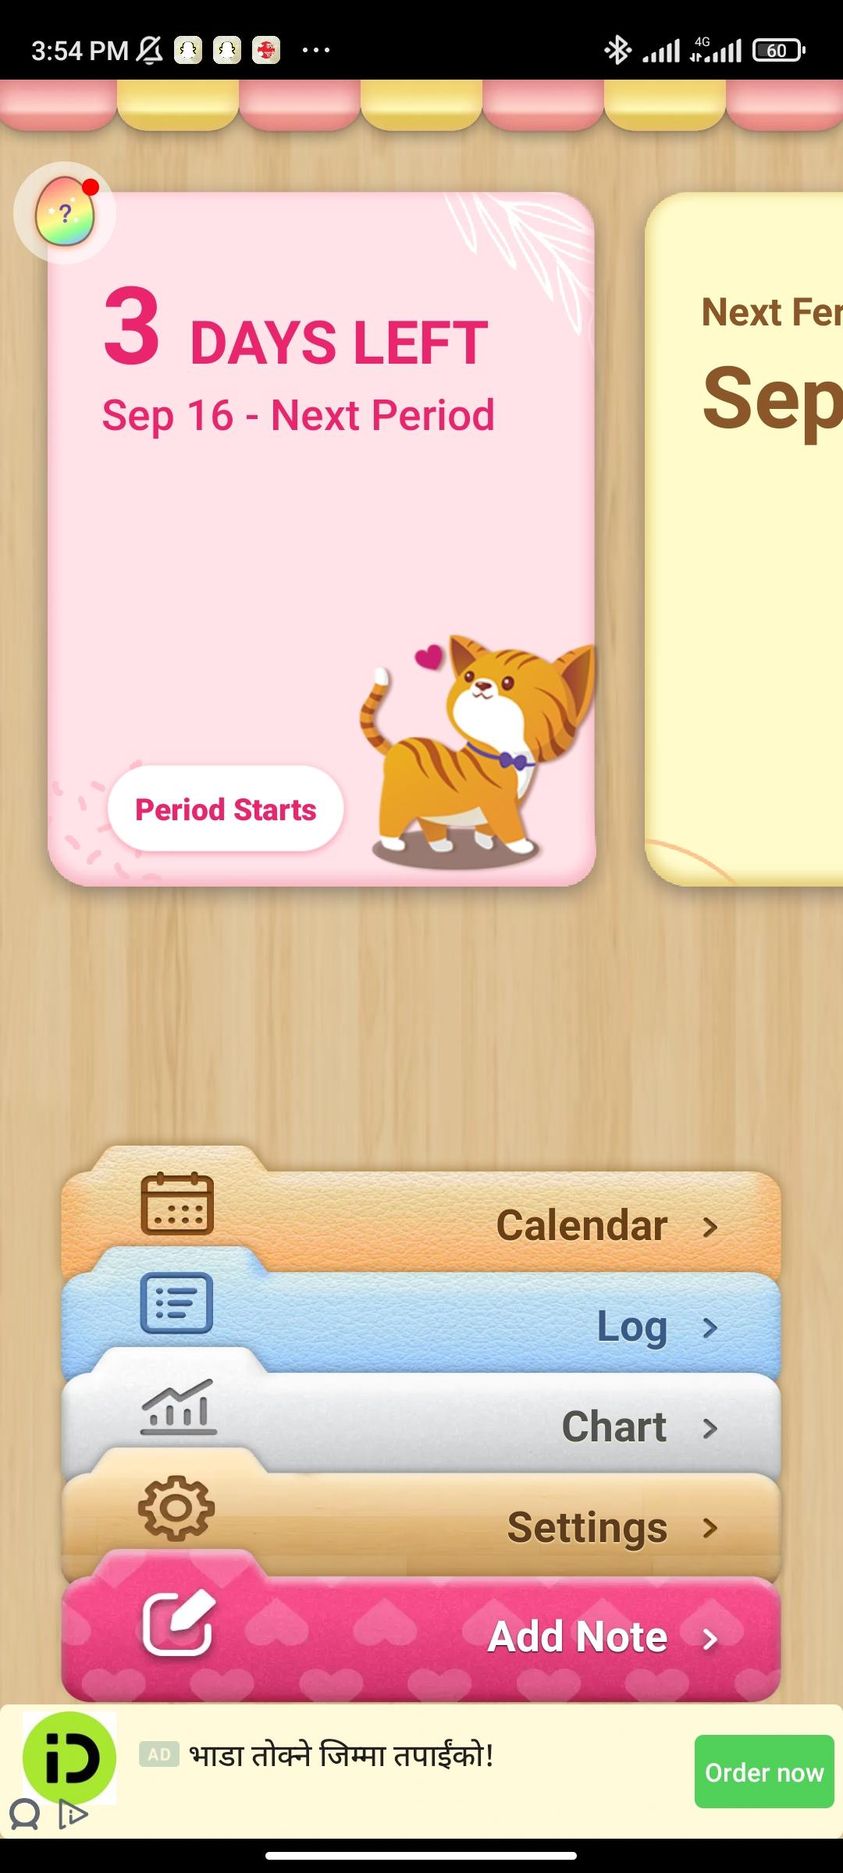 3:54 PM
4G
60
?
3 DAYS LEFT
Sep 16 - Next Period
Period Starts
Next Fer
Sep
Calendar
Log
Chart
Settings
Add Note
iD
AD भाडा तोक्ने जिम्मा तपाईंको!
Order now